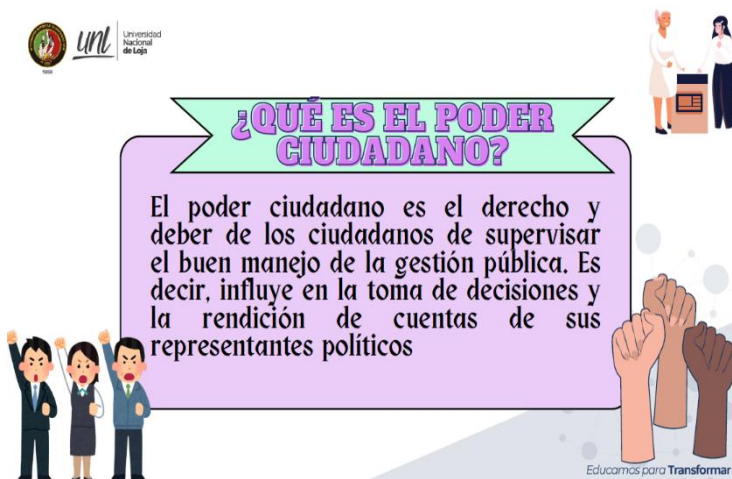 unl
Universidad
Nacional
de Loja
1859
¿QUÉ ES EL PODER
CIUDADANO?
El poder ciudadano es el derecho y
deber de los ciudadanos de supervisar
el buen manejo de la gestión pública. Es
decir, influye en la toma de decisiones y
la rendición de cuentas de sus
representantes políticos
Educamos para Transformar